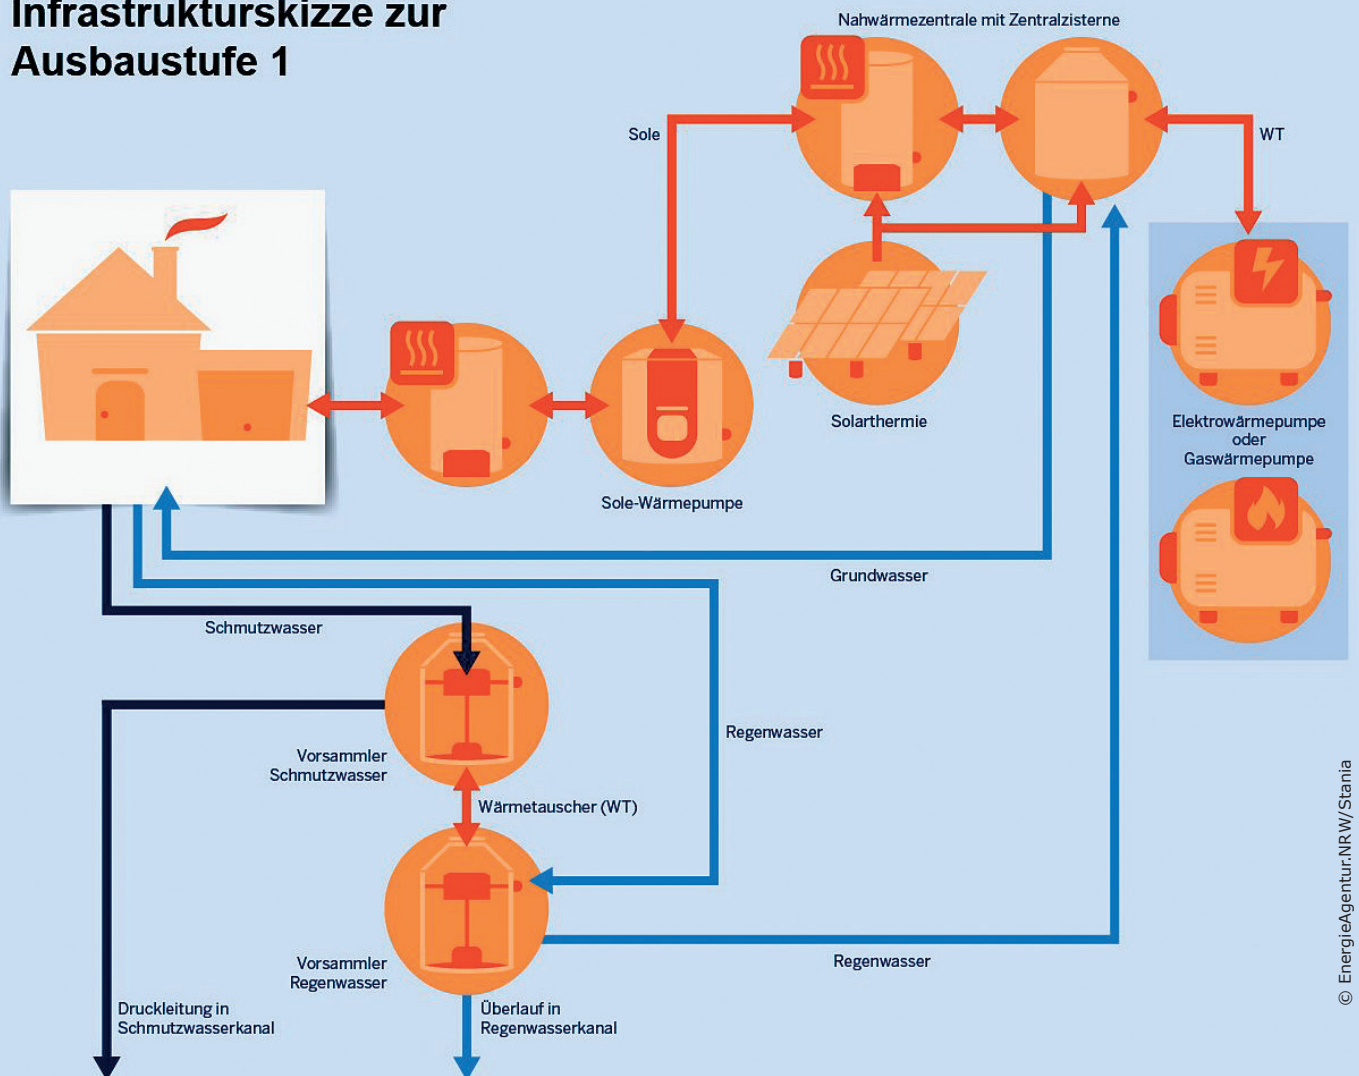 Infrastrukturskizze zur
Ausbaustufe 1
Nahwärmezentrale mit Zentralzisterne
Sole
WT
Solarthermie
Elektrowärmepumpe
oder
Gaswärmepumpe
Sole-Wärmepumpe
Grundwasser
Schmutzwasser
Regenwasser
Vorsammler
Schmutzwasser
Wärmetauscher (WT)
Vorsammler
Regenwasser
Regenwasser
Druckleitung in
Schmutzwasserkanal
Überlauf in
Regenwasserkanal
© EnergieAgentur.NRW/Stania